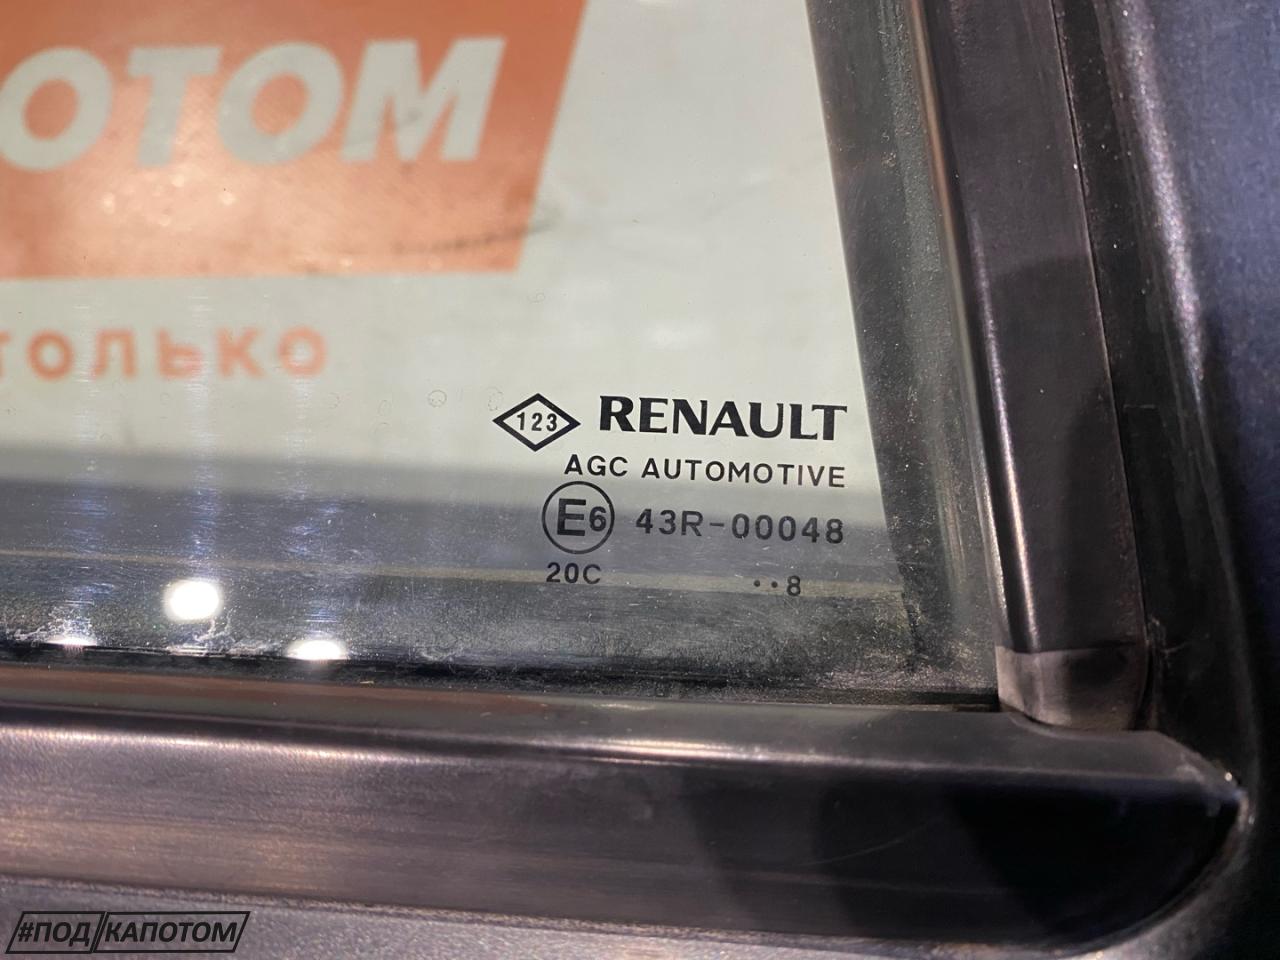 ОТОМ
ТОЛЬКО
123 RENAULT
AGC AUTOMOTIVE
E6 43R-00048
20C ··8
#ПОД КАПОТОМ